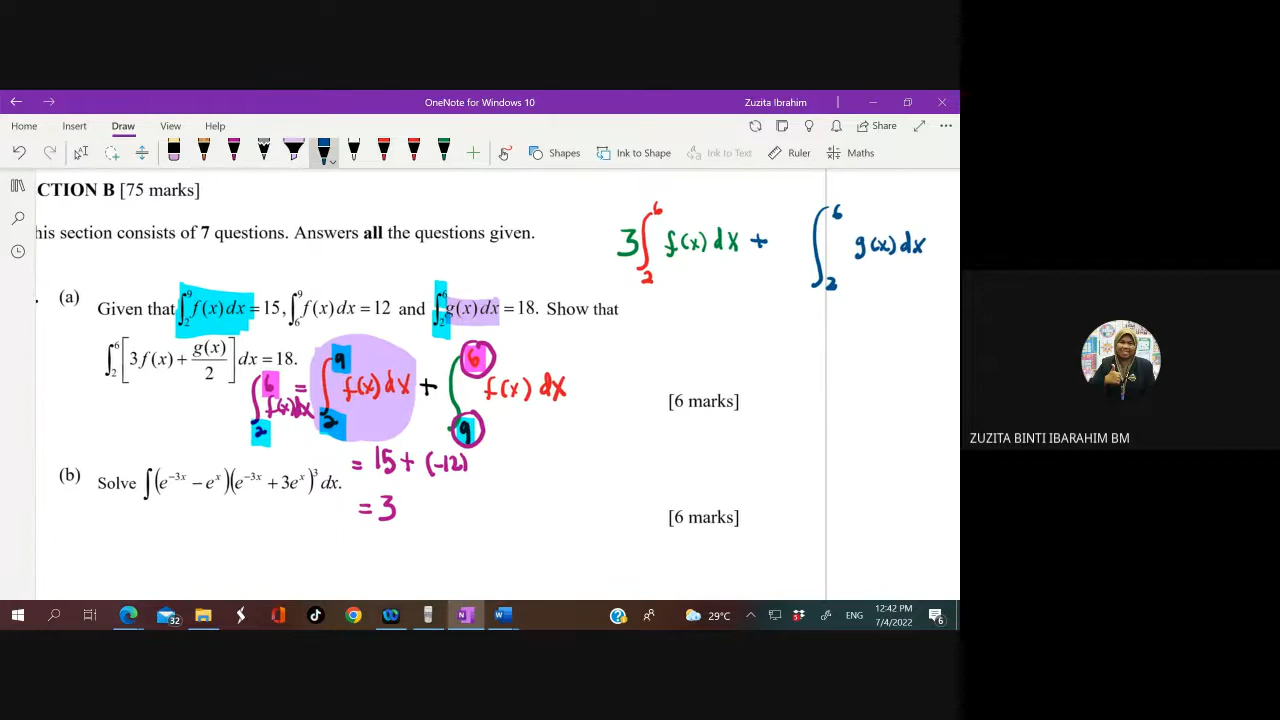 OneNote for Windows 10
Zuzita Ibrahim
Home Insert Draw View Help
Share
Shapes Ink to Shape Ink to Text Ruler Maths
CTION B [75 marks]
his section consists of 7 questions. Answers all the questions given.
3∫₂⁶ f(x)dx + ∫₂⁶ g(x)dx
(a) Given that ∫₂⁹ f(x)dx = 15, ∫₆⁹ f(x)dx = 12 and ∫₂⁶ g(x)dx = 18. Show that
∫₂⁶ [3f(x) + g(x)/2] dx = 18.
∫₂⁶ f(x)dx = ∫₂⁹ f(x)dx + ∫₉⁶ f(x) dx
[6 marks]
= 15 + (-12)
(b) Solve ∫(e⁻³ˣ − eˣ)(e⁻³ˣ + 3eˣ)³ dx.
= 3
[6 marks]
ZUZITA BINTI IBARAHIM BM
32
29°C
ENG
12:42 PM
7/4/2022
6